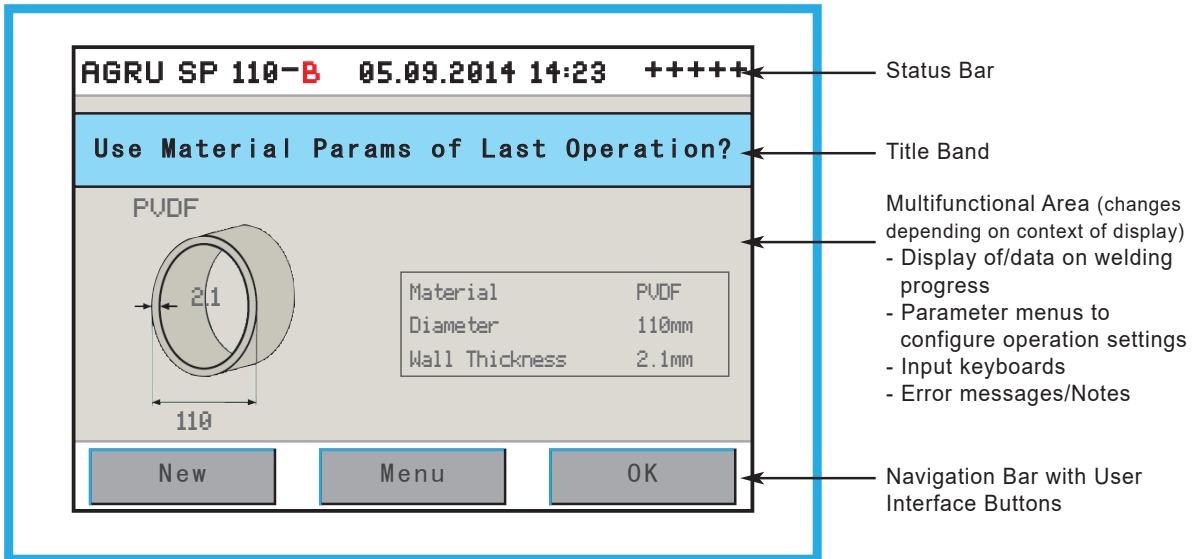 AGRU SP 110-B 05.09.2014 14:23 +++++
Use Material Params of Last Operation?
PVDF
2.1
110
Material PVDF
Diameter 110mm
Wall Thickness 2.1mm
New Menu OK
Status Bar
Title Band
Multifunctional Area (changes
depending on context of display)
- Display of/data on welding
progress
- Parameter menus to
configure operation settings
- Input keyboards
- Error messages/Notes
Navigation Bar with User
Interface Buttons